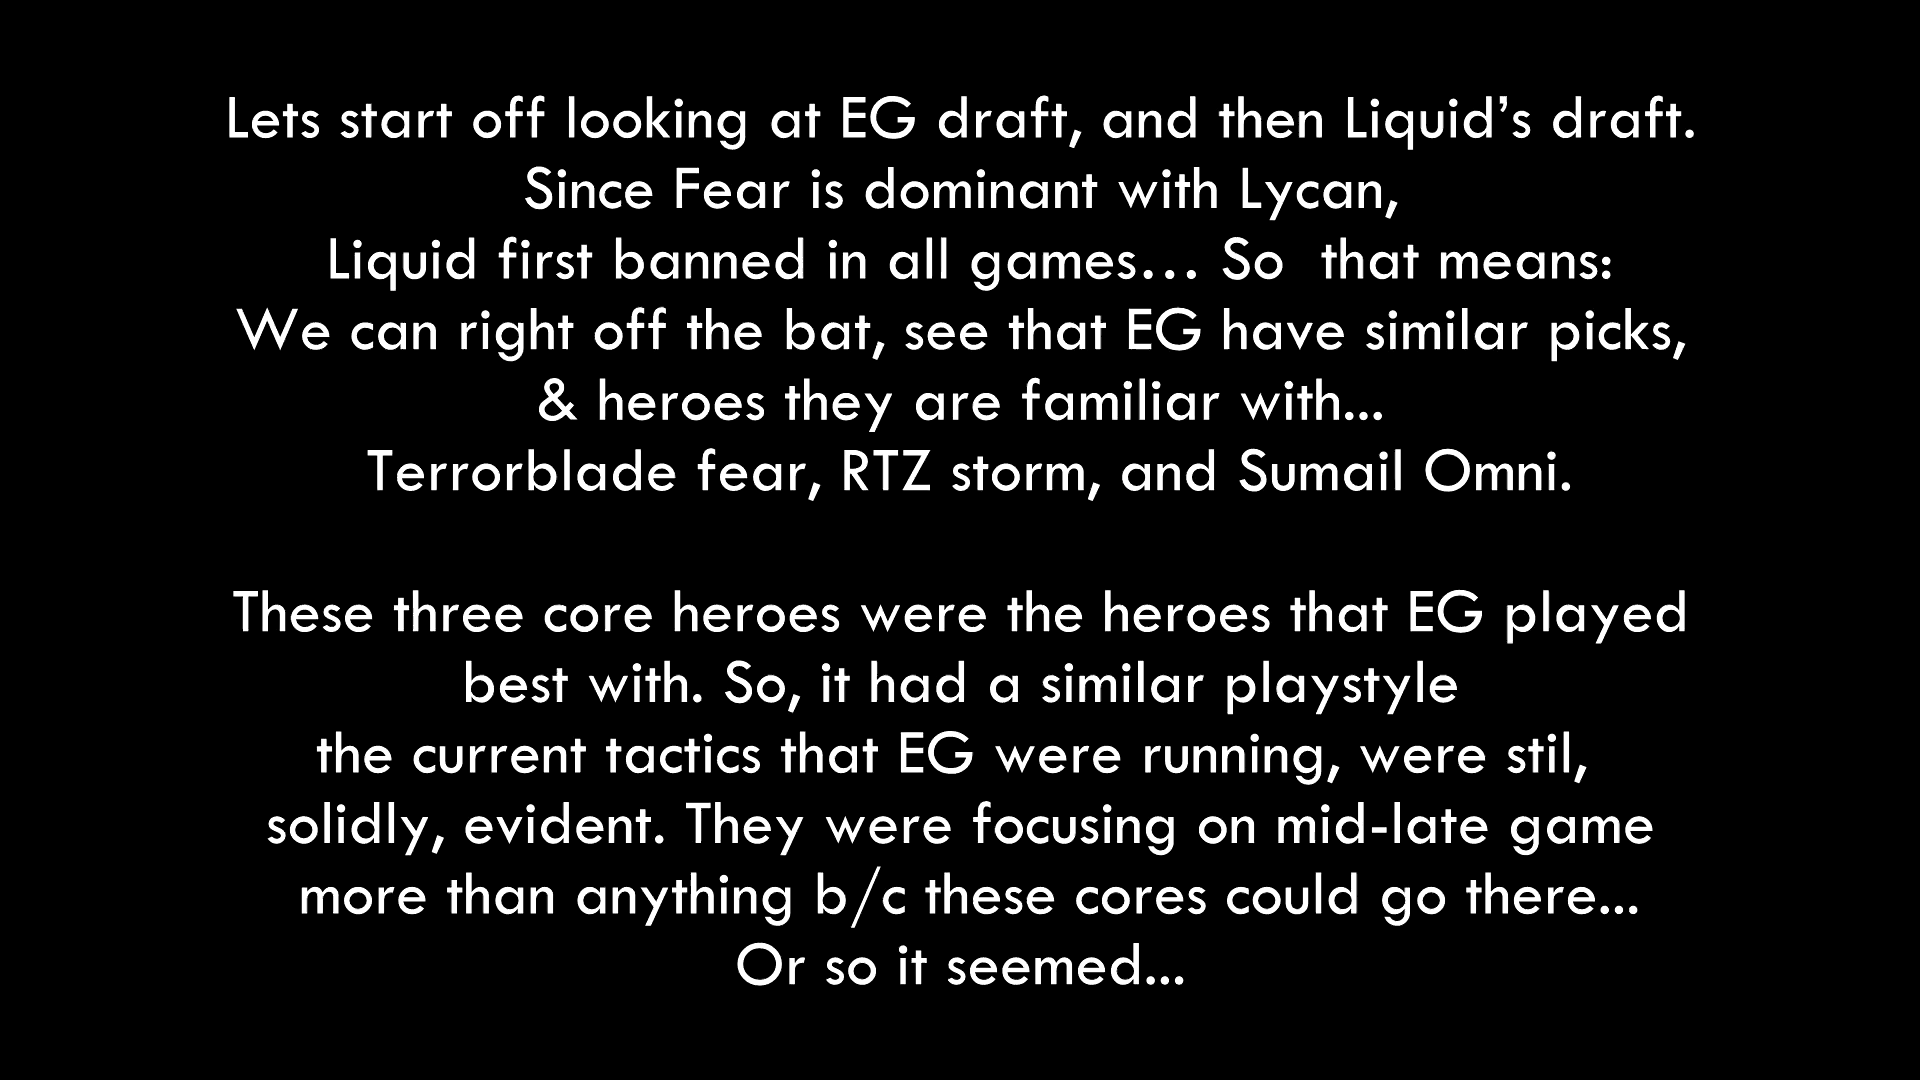 Lets start off looking at EG draft, and then Liquid’s draft.
Since Fear is dominant with Lycan,
Liquid first banned in all games… So  that means:
We can right off the bat, see that EG have similar picks,
& heroes they are familiar with...
Terrorblade fear, RTZ storm, and Sumail Omni.
These three core heroes were the heroes that EG played
best with. So, it had a similar playstyle
the current tactics that EG were running, were stil,
solidly, evident. They were focusing on mid-late game
more than anything b/c these cores could go there...
Or so it seemed...